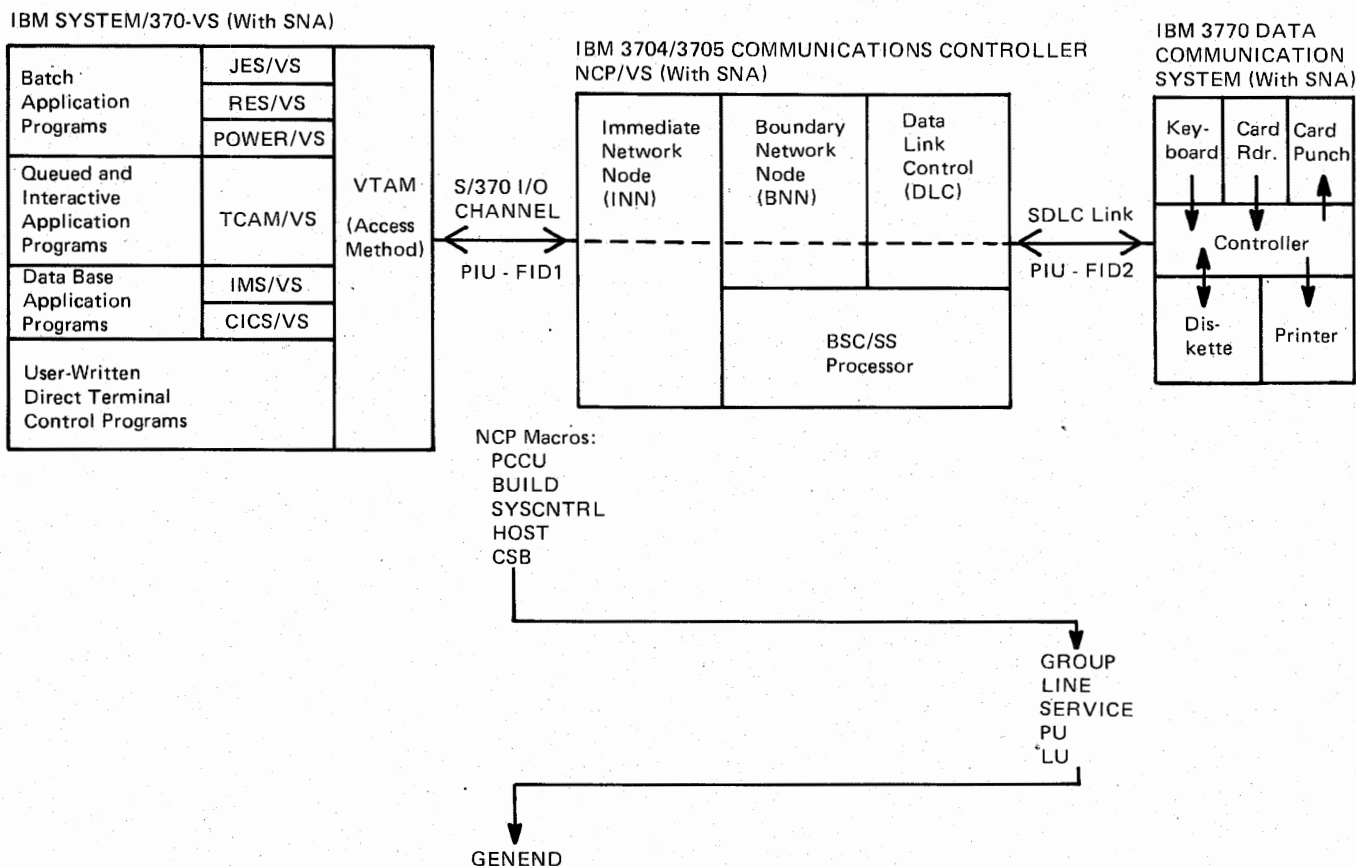 IBM SYSTEM/370-VS (With SNA)
Batch
Application
Programs
JES/VS
RES/VS
POWER/VS
Queued and
Interactive
Application
Programs
TCAM/VS
Data Base
Application
Programs
IMS/VS
CICS/VS
User-Written
Direct Terminal
Control Programs
VTAM
(Access
Method)
S/370 I/O
CHANNEL
PIU - FID1
IBM 3704/3705 COMMUNICATIONS CONTROLLER
NCP/VS (With SNA)
Immediate
Network
Node
(INN)
Boundary
Network
Node
(BNN)
Data
Link
Control
(DLC)
BSC/SS
Processor
SDLC Link
PIU - FID2
IBM 3770 DATA
COMMUNICATION
SYSTEM (With SNA)
Key-
board
Card
Rdr.
Card
Punch
Controller
Dis-
kette
Printer
NCP Macros:
PCCU
BUILD
SYSCNTRL
HOST
CSB
GROUP
LINE
SERVICE
PU
LU
GENEND